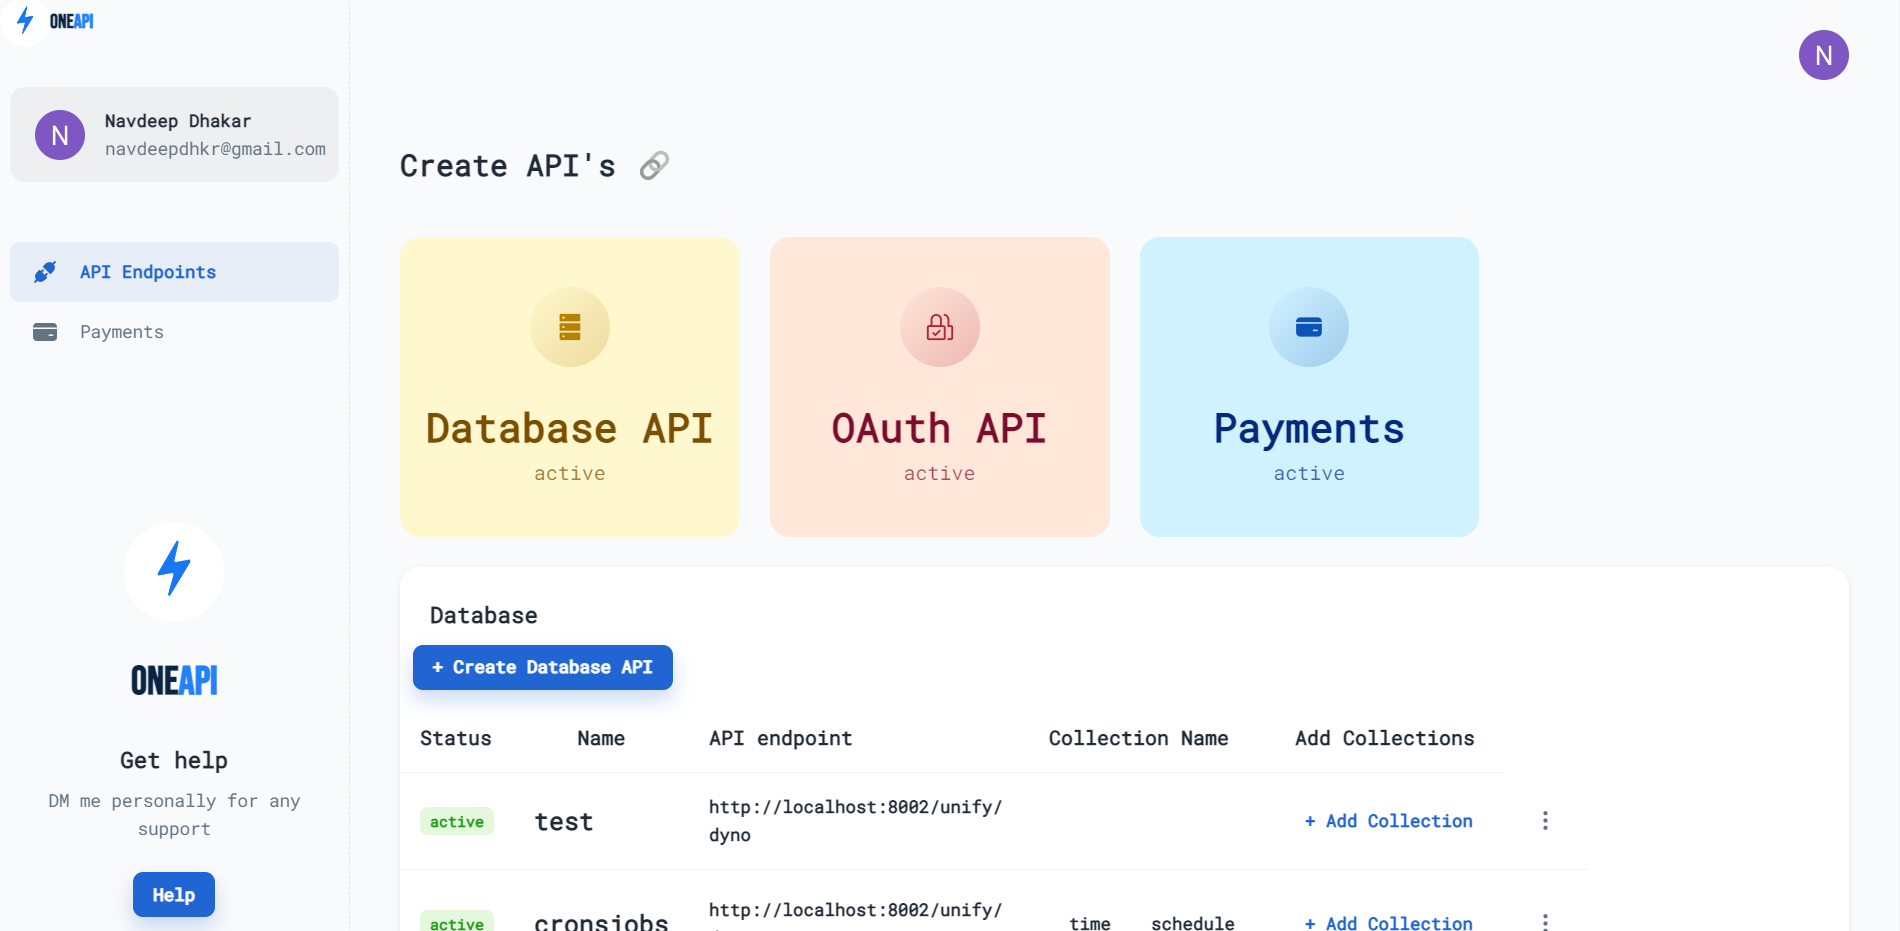 ONEAPI
N
Navdeep Dhakar
navdeepdhkr@gmail.com
N
API Endpoints
Payments
ONEAPI
Get help
DM me personally for any
support
Help
Create API's
Database API
active
OAuth API
active
Payments
active
Database
+ Create Database API
Status Name API endpoint Collection Name Add Collections
active test http://localhost:8002/unify/
dyno
+ Add Collection
active cronsjobs http://localhost:8002/unify/ time schedule + Add Collection